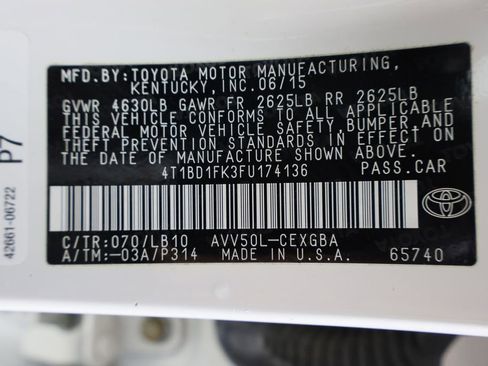 MFD.BY:TOYOTA MOTOR MANUFACTURING,
KENTUCKY,INC.06/15
GVWR 4630LB GAWR FR 2625LB RR 2625LB
THIS VEHICLE CONFORMS TO ALL APPLICABLE
FEDERAL MOTOR VEHICLE SAFETY,BUMPER,AND
THEFT PREVENTION STANDARDS IN EFFECT ON
THE DATE OF MANUFACTURE SHOWN ABOVE.
4T1BD1FK3FU174136 PASS.CAR
C/TR:070/LB10 AVV50L-CEXGBA
A/TM:-03A/P314 MADE IN U.S.A. 65740
P7
42661-06722